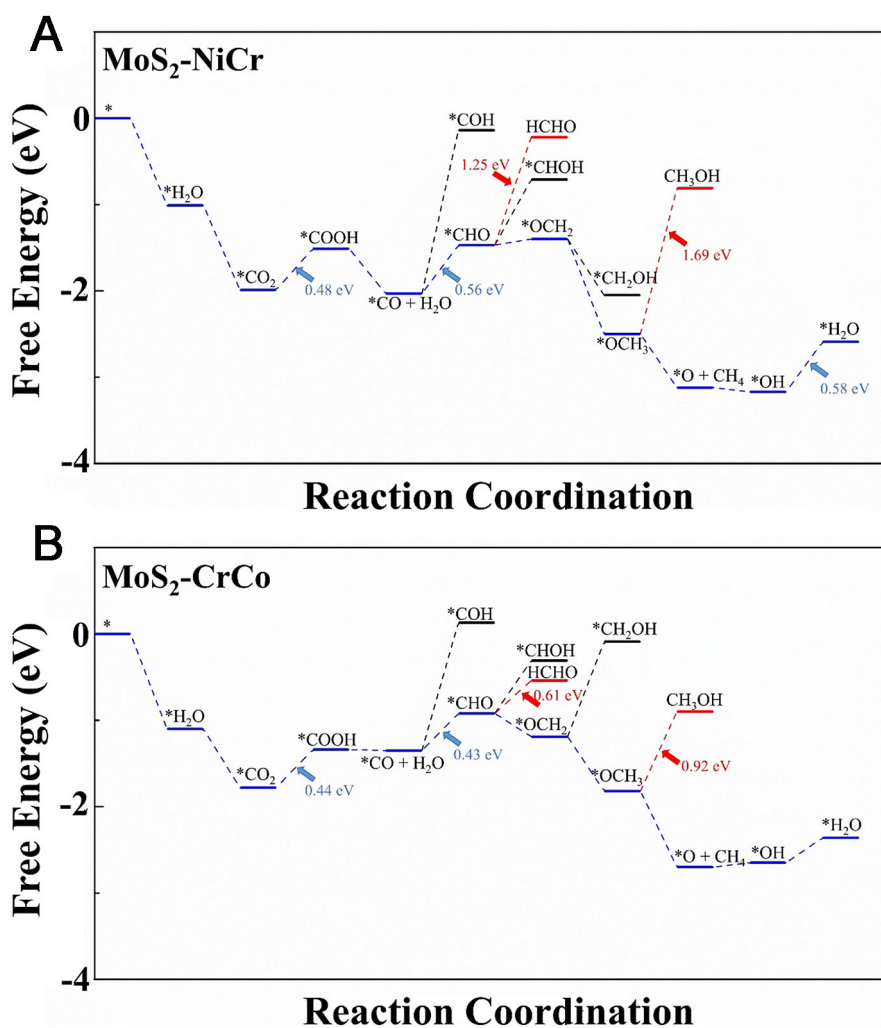 A
MoS₂-NiCr
Free Energy (eV)
0
-2
-4
*
*H₂O
*CO₂
*COOH
0.48 eV
*CO + H₂O
*COH
*CHO
0.56 eV
1.25 eV
HCHO
*CHOH
*OCH₂
*CH₂OH
*OCH₃
CH₃OH
1.69 eV
*O + CH₄
*OH
*H₂O
0.58 eV
Reaction Coordination
B
MoS₂-CrCo
Free Energy (eV)
0
-2
-4
*
*H₂O
*CO₂
*COOH
0.44 eV
*CO + H₂O
*COH
*CHO
0.43 eV
*CHOH
HCHO
0.61 eV
*OCH₂
*CH₂OH
*OCH₃
CH₃OH
0.92 eV
*O + CH₄
*OH
*H₂O
Reaction Coordination